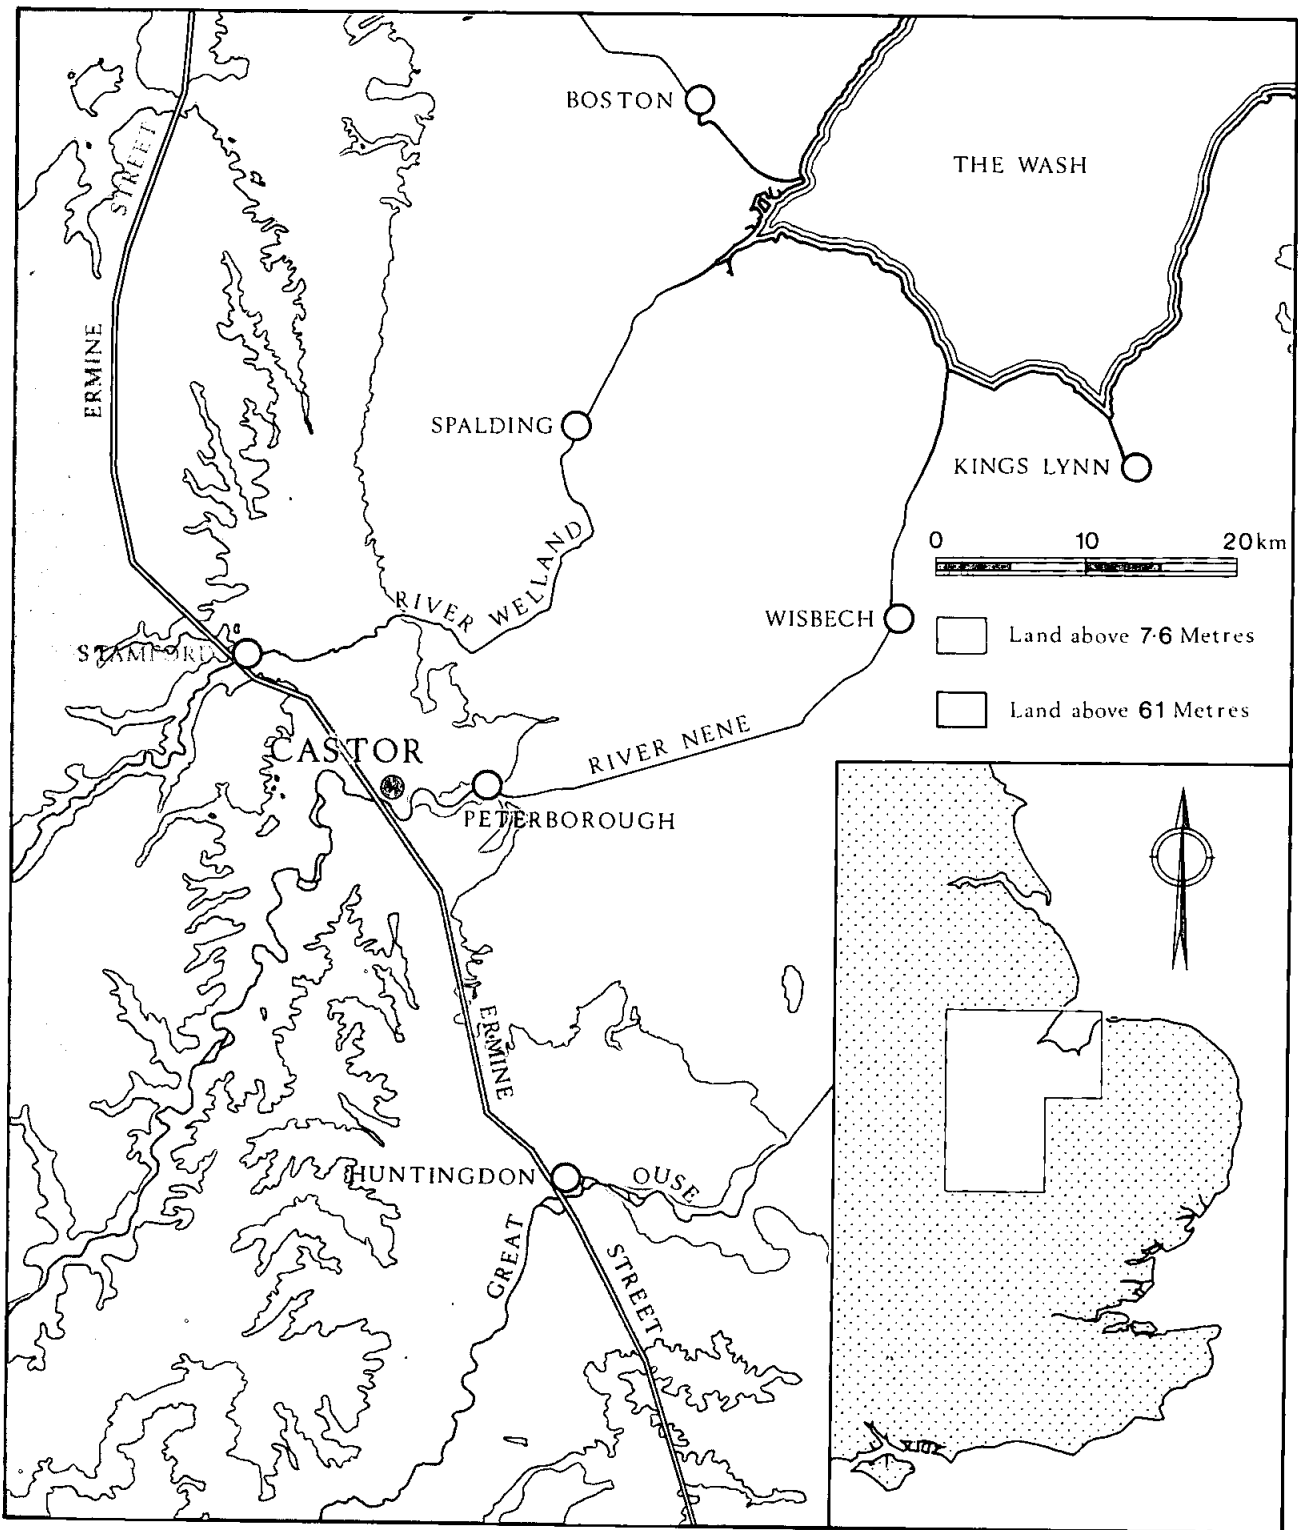 BOSTON
THE WASH
STREET
ERMINE
SPALDING
KINGS LYNN
0 10 20km
RIVER WELLAND
WISBECH
Land above 7·6 Metres
STAMFORD
Land above 61 Metres
RIVER NENE
CASTOR
PETERBOROUGH
ERMINE
HUNTINGDON
OUSE
GREAT
STREET